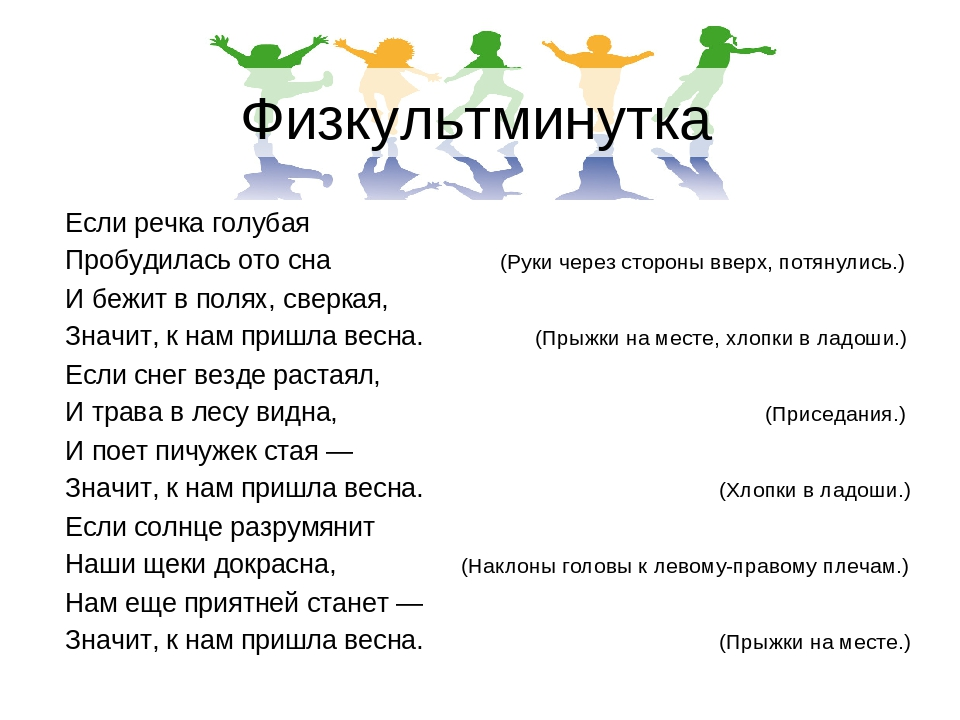 Физкультминутка
Если речка голубая
Пробудилась ото сна (Руки через стороны вверх, потянулись.)
И бежит в полях, сверкая,
Значит, к нам пришла весна. (Прыжки на месте, хлопки в ладоши.)
Если снег везде растаял,
И трава в лесу видна, (Приседания.)
И поет пичужек стая —
Значит, к нам пришла весна. (Хлопки в ладоши.)
Если солнце разрумянит
Наши щеки докрасна, (Наклоны головы к левому-правому плечам.)
Нам еще приятней станет —
Значит, к нам пришла весна. (Прыжки на месте.)